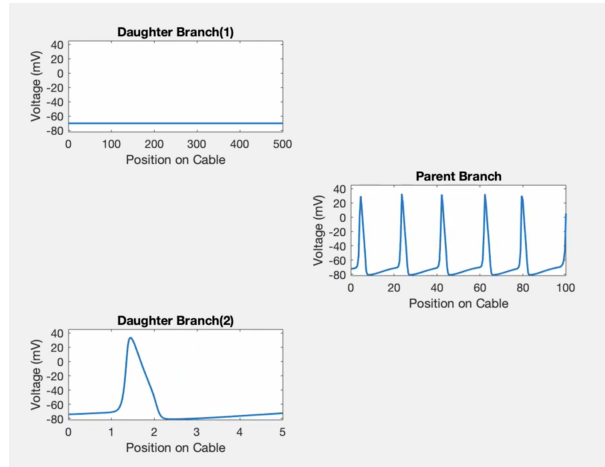 Daughter Branch(1)
40
20
0
-20
-40
-60
-80
Voltage (mV)
0 100 200 300 400 500
Position on Cable
Parent Branch
40
20
0
-20
-40
-60
-80
Voltage (mV)
0 20 40 60 80 100
Position on Cable
Daughter Branch(2)
40
20
0
-20
-40
-60
-80
Voltage (mV)
0 1 2 3 4 5
Position on Cable